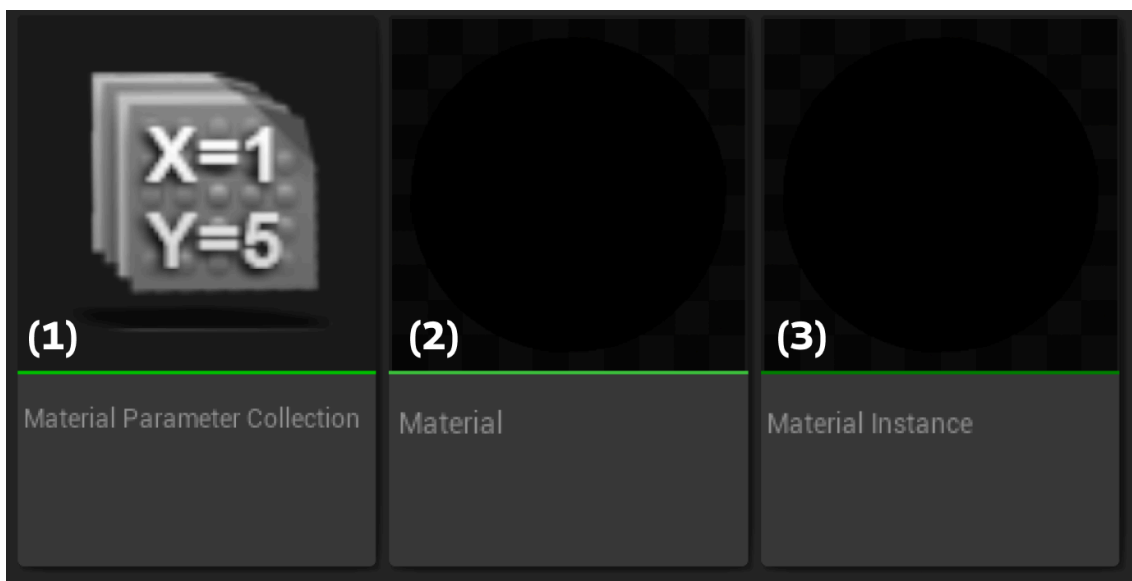 X=1
Y=5
(1)
(2)
(3)
Material Parameter Collection
Material
Material Instance